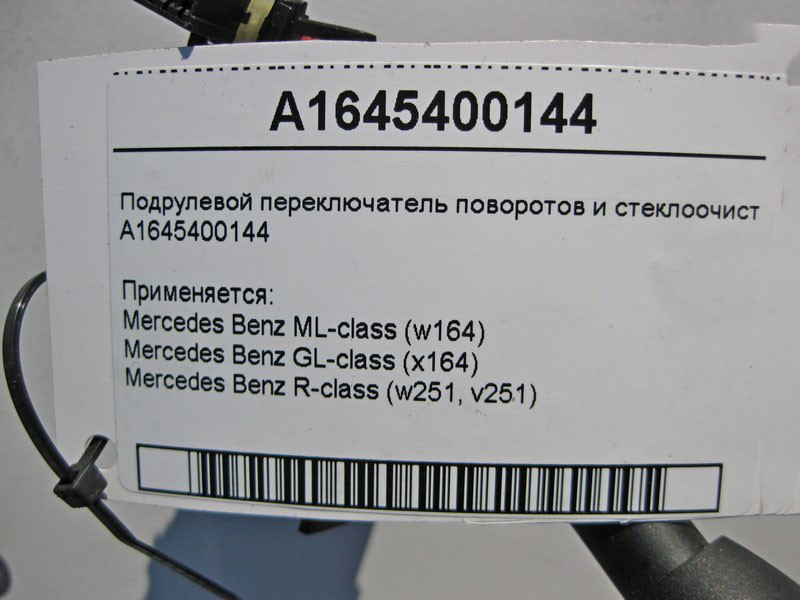 A1645400144
Подрулевой переключатель поворотов и стеклоочист
A1645400144
Применяется:
Mercedes Benz ML-class (w164)
Mercedes Benz GL-class (x164)
Mercedes Benz R-class (w251, v251)